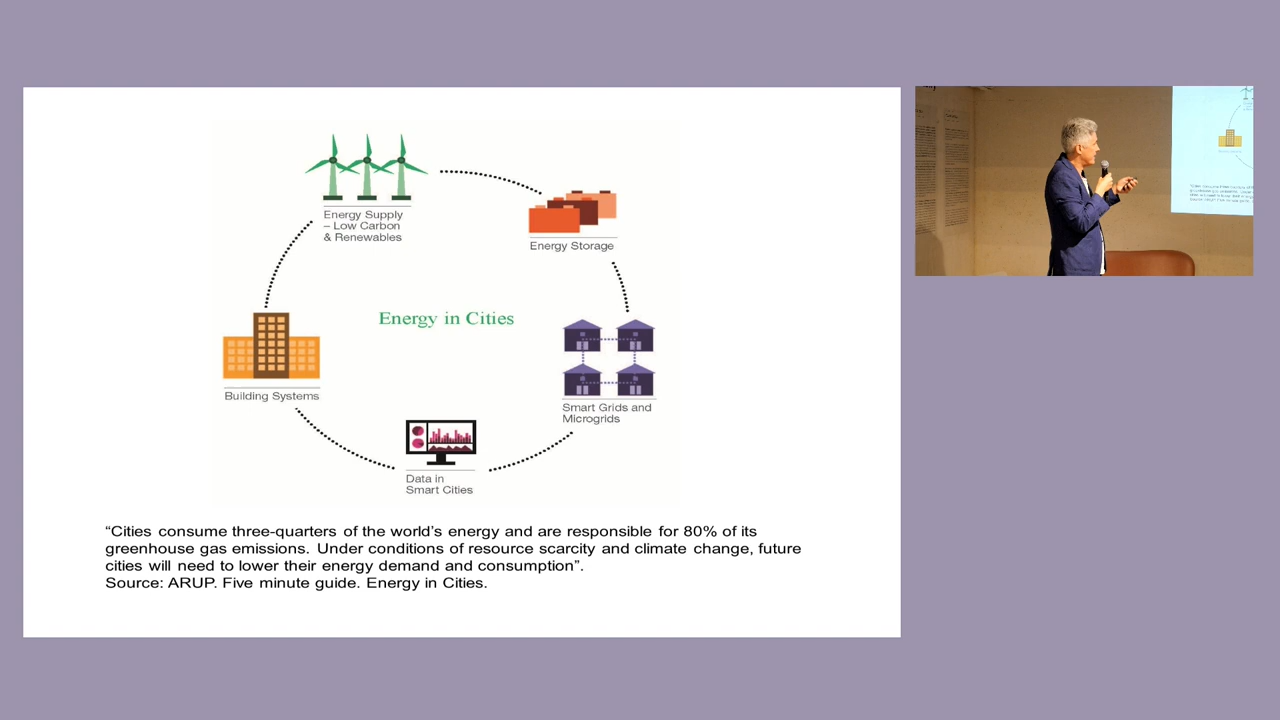 Energy Supply
– Low Carbon
& Renewables
Energy Storage
Energy in Cities
Building Systems
Smart Grids and
Microgrids
Data in
Smart Cities
“Cities consume three-quarters of the world’s energy and are responsible for 80% of its
greenhouse gas emissions. Under conditions of resource scarcity and climate change, future
cities will need to lower their energy demand and consumption”.
Source: ARUP. Five minute guide. Energy in Cities.